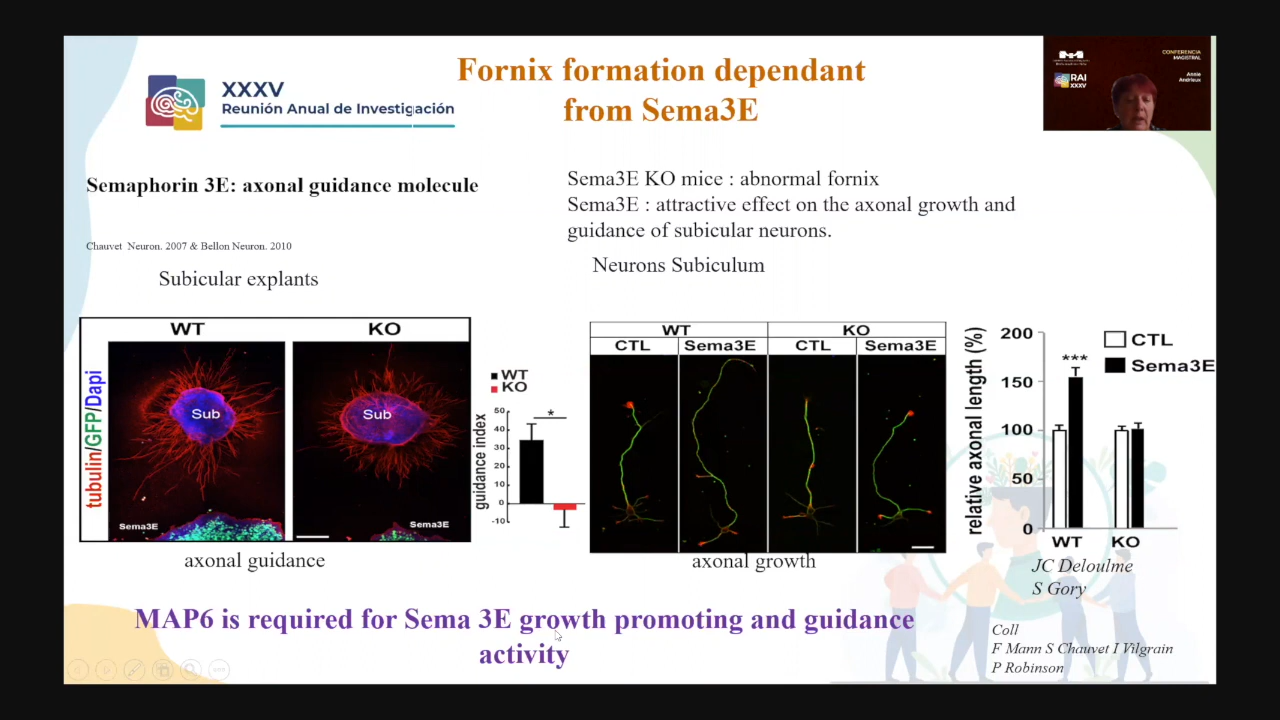 XXXV
Reunión Anual de Investigación
Fornix formation dependant
from Sema3E
CONFERENCIA
MAGISTRAL
RAI
XXXV
Annie
Andrieux
Semaphorin 3E: axonal guidance molecule
Chauvet Neuron. 2007 & Bellon Neuron. 2010
Sema3E KO mice : abnormal fornix
Sema3E : attractive effect on the axonal growth and
guidance of subicular neurons.
Subicular explants
Neurons Subiculum
WT
KO
tubulin/GFP/Dapi
Sub
Sub
Sema3E
Sema3E
axonal guidance
WT
KO
guidance index
50
40
30
20
10
0
-10
*
WT
KO
CTL
Sema3E
CTL
Sema3E
axonal growth
relative axonal length (%)
200
150
100
50
0
***
CTL
Sema3E
WT
KO
JC Deloulme
S Gory
MAP6 is required for Sema 3E growth promoting and guidance
activity
Coll
F Mann S Chauvet I Vilgrain
P Robinson